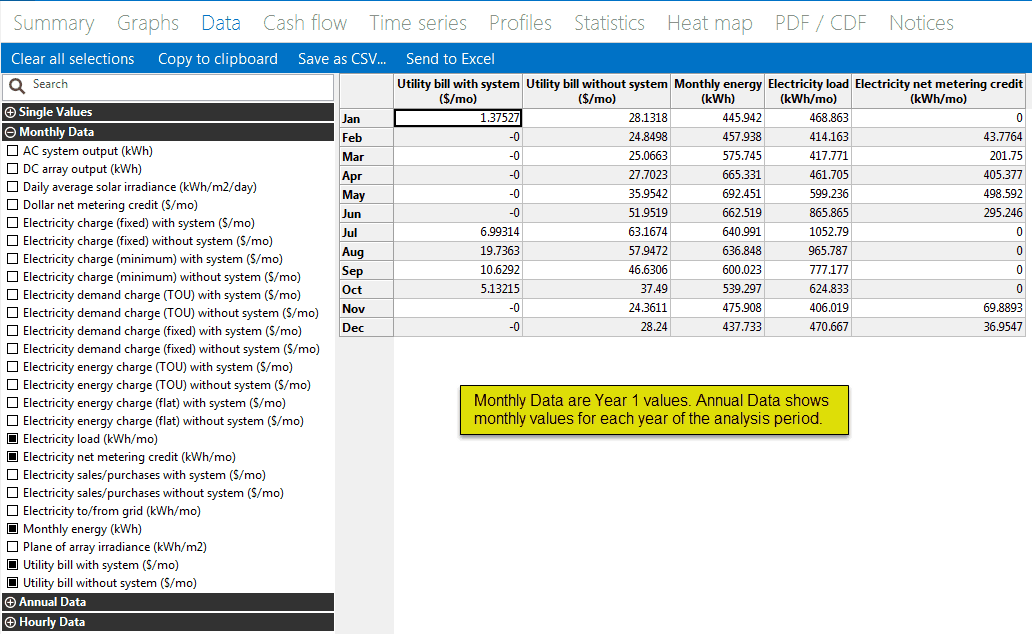 Summary Graphs Data Cash flow Time series Profiles Statistics Heat map PDF / CDF Notices
Clear all selections Copy to clipboard Save as CSV... Send to Excel
Search
Single Values
Monthly Data
AC system output (kWh)
DC array output (kWh)
Daily average solar irradiance (kWh/m2/day)
Dollar net metering credit ($/mo)
Electricity charge (fixed) with system ($/mo)
Electricity charge (fixed) without system ($/mo)
Electricity charge (minimum) with system ($/mo)
Electricity charge (minimum) without system ($/mo)
Electricity demand charge (TOU) with system ($/mo)
Electricity demand charge (TOU) without system ($/mo)
Electricity demand charge (fixed) with system ($/mo)
Electricity demand charge (fixed) without system ($/mo)
Electricity energy charge (TOU) with system ($/mo)
Electricity energy charge (TOU) without system ($/mo)
Electricity energy charge (flat) with system ($/mo)
Electricity energy charge (flat) without system ($/mo)
Electricity load (kWh/mo)
Electricity net metering credit (kWh/mo)
Electricity sales/purchases with system ($/mo)
Electricity sales/purchases without system ($/mo)
Electricity to/from grid (kWh/mo)
Monthly energy (kWh)
Plane of array irradiance (kWh/m2)
Utility bill with system ($/mo)
Utility bill without system ($/mo)
Annual Data
Hourly Data
Utility bill with system Utility bill without system Monthly energy Electricity load Electricity net metering credit
($/mo) ($/mo) (kWh) (kWh/mo) (kWh/mo)
Jan 1.37527 28.1318 445.942 468.863 0
Feb -0 24.8498 457.938 414.163 43.7764
Mar -0 25.0663 575.745 417.771 201.75
Apr -0 27.7023 665.331 461.705 405.377
May -0 35.9542 692.451 599.236 498.592
Jun -0 51.9519 662.519 865.865 295.246
Jul 6.99314 63.1674 640.991 1052.79 0
Aug 19.7363 57.9472 636.848 965.787 0
Sep 10.6292 46.6306 600.023 777.177 0
Oct 5.13215 37.49 539.297 624.833 0
Nov -0 24.3611 475.908 406.019 69.8893
Dec -0 28.24 437.733 470.667 36.9547
Monthly Data are Year 1 values. Annual Data shows
monthly values for each year of the analysis period.